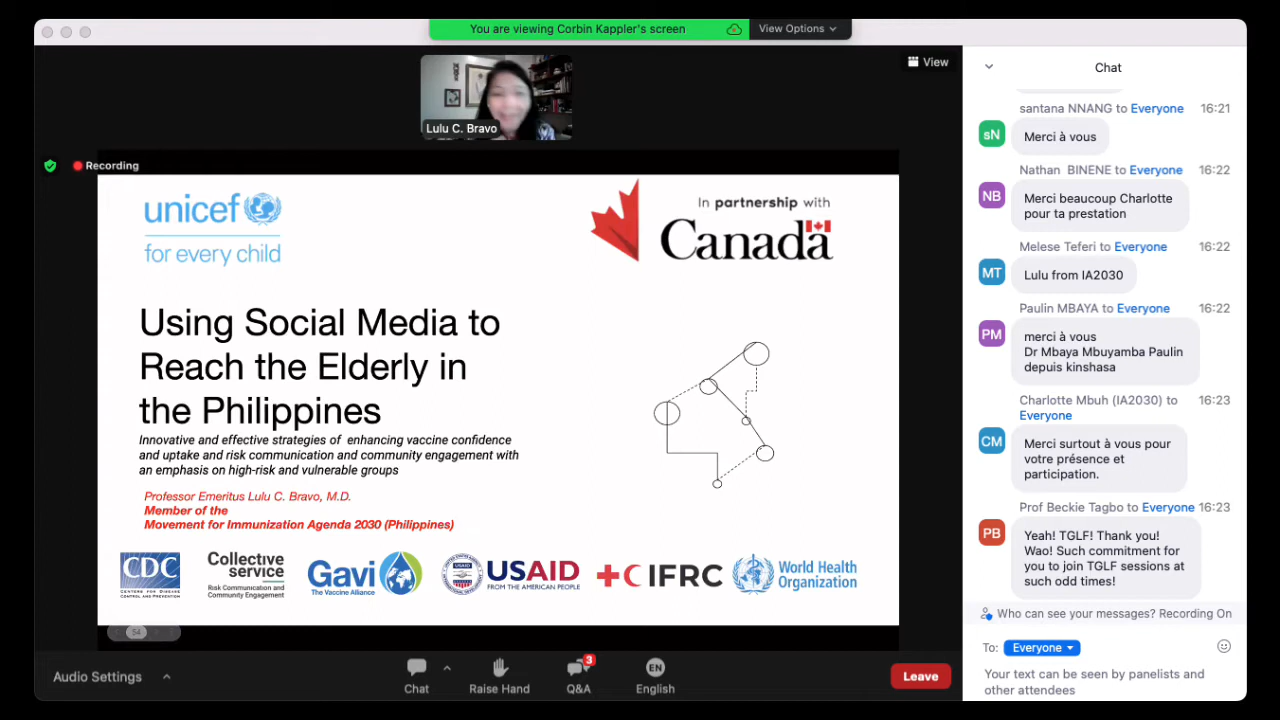 You are viewing Corbin Kappler's screen
View Options
View
Lulu C. Bravo
Recording
unicef
for every child
In partnership with
Canada
Using Social Media to
Reach the Elderly in
the Philippines
Innovative and effective strategies of enhancing vaccine confidence
and uptake and risk communication and community engagement with
an emphasis on high-risk and vulnerable groups
Professor Emeritus Lulu C. Bravo, M.D.
Member of the
Movement for Immunization Agenda 2030 (Philippines)
CDC
CENTERS FOR DISEASE
CONTROL AND PREVENTION
Collective
service
Risk Communication and
Community Engagement
Gavi
The Vaccine Alliance
USAID
USAID
FROM THE AMERICAN PEOPLE
IFRC
World Health
Organization
54
Audio Settings
Chat
Raise Hand
3
Q&A
EN
English
Leave
Chat
santana NNANG to Everyone 16:21
sN
Merci à vous
Nathan BINENE to Everyone 16:22
NB
Merci beaucoup Charlotte
pour ta prestation
Melese Teferi to Everyone 16:22
MT
Lulu from IA2030
Paulin MBAYA to Everyone 16:22
PM
merci à vous
Dr Mbaya Mbuyamba Paulin
depuis kinshasa
Charlotte Mbuh (IA2030) to 16:23
Everyone
CM
Merci surtout à vous pour
votre présence et
participation.
Prof Beckie Tagbo to Everyone 16:23
PB
Yeah! TGLF! Thank you!
Wao! Such commitment for
you to join TGLF sessions at
such odd times!
Who can see your messages? Recording On
To: Everyone
Your text can be seen by panelists and
other attendees